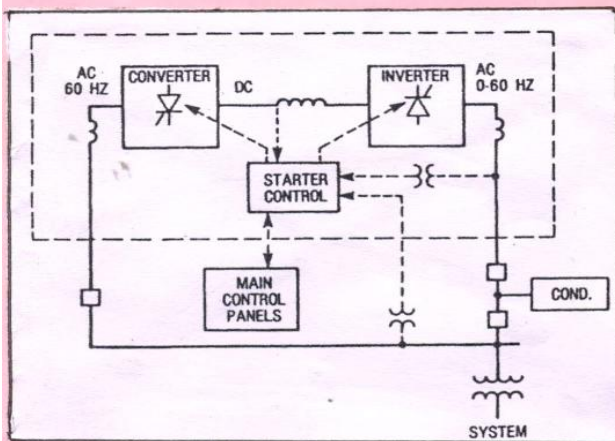 AC
60 HZ
CONVERTER
DC
INVERTER
AC
0-60 HZ
STARTER
CONTROL
MAIN
CONTROL
PANELS
COND.
SYSTEM